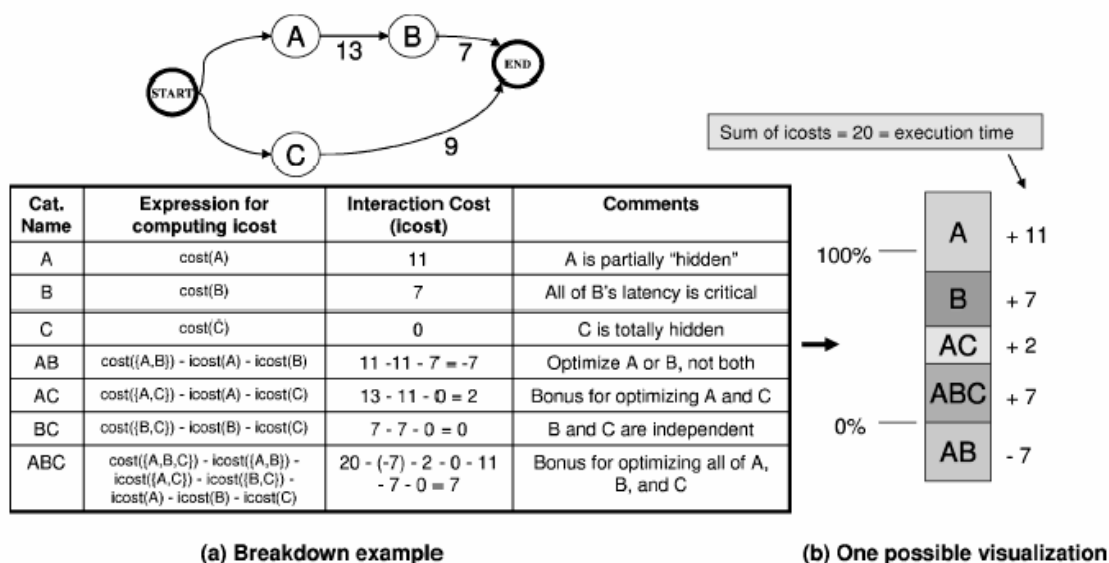 A
13
B
7
END
START
C
9
Sum of icosts = 20 = execution time
Cat. Name
Expression for computing icost
Interaction Cost (icost)
Comments
A
cost(A)
11
A is partially “hidden”
B
cost(B)
7
All of B's latency is critical
C
cost(C)
0
C is totally hidden
AB
cost({A,B}) - icost(A) - icost(B)
11 -11 - 7 = -7
Optimize A or B, not both
AC
cost({A,C}) - icost(A) - icost(C)
13 - 11 - 0 = 2
Bonus for optimizing A and C
BC
cost({B,C}) - icost(B) - icost(C)
7 - 7 - 0 = 0
B and C are independent
ABC
cost({A,B,C}) - icost({A,B}) -
icost({A,C}) - icost({B,C}) -
icost(A) - icost(B) - icost(C)
20 - (-7) - 2 - 0 - 11
- 7 - 0 = 7
Bonus for optimizing all of A,
B, and C
100%
0%
A
+ 11
B
+ 7
AC
+ 2
ABC
+ 7
AB
- 7
(a) Breakdown example
(b) One possible visualization